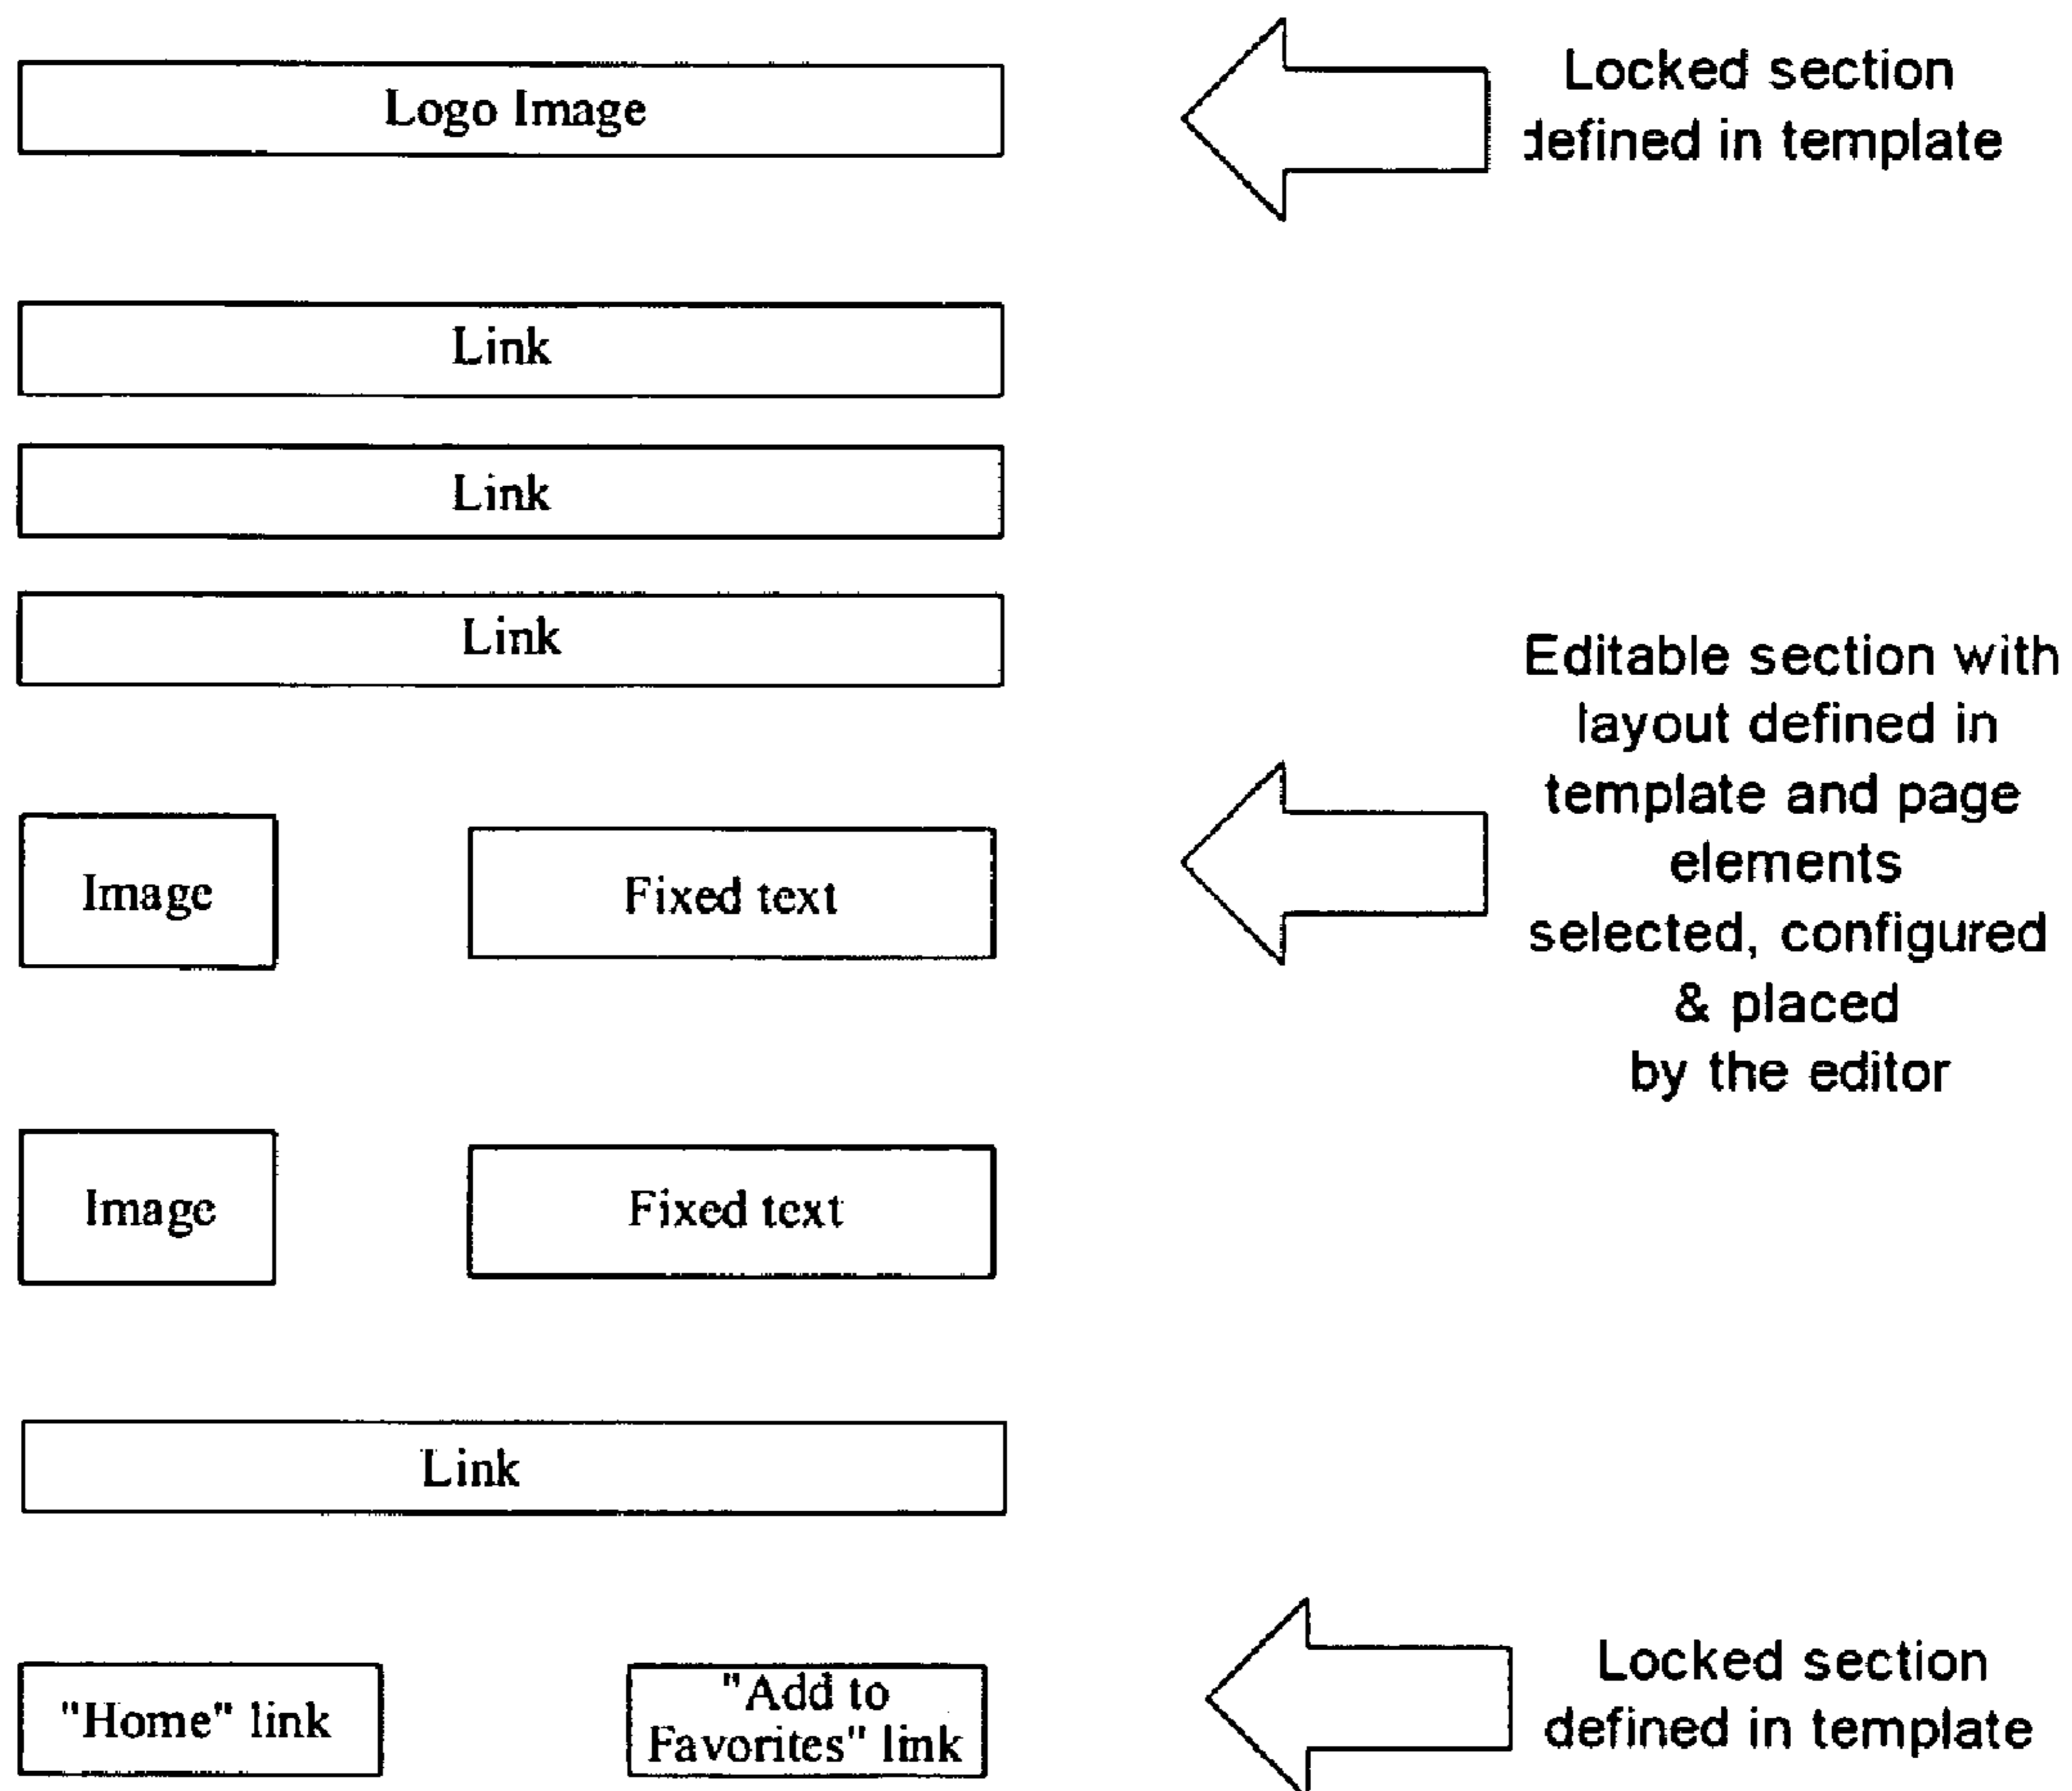 Logo Image
Locked section
defined in template
Link
Link
Link
Editable section with
layout defined in
template and page
elements
selected, configured
& placed
by the editor
Image
Fixed text
Image
Fixed text
Link
"Home" link
"Add to
Favorites" link
Locked section
defined in template